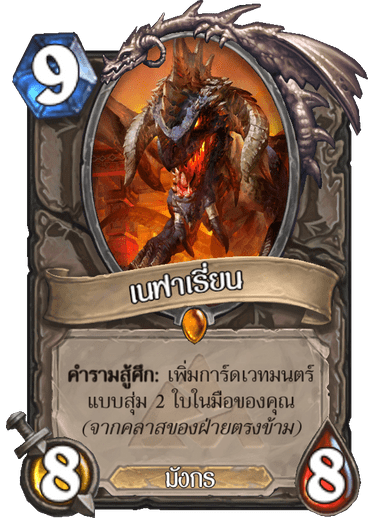 9
เนฟาเรี่ยน
คำรามสู้ศึก: เพิ่มการ์ดเวทมนตร์
แบบสุ่ม 2 ใบในมือของคุณ
(จากคลาสของฝ่ายตรงข้าม)
8
มังกร
8